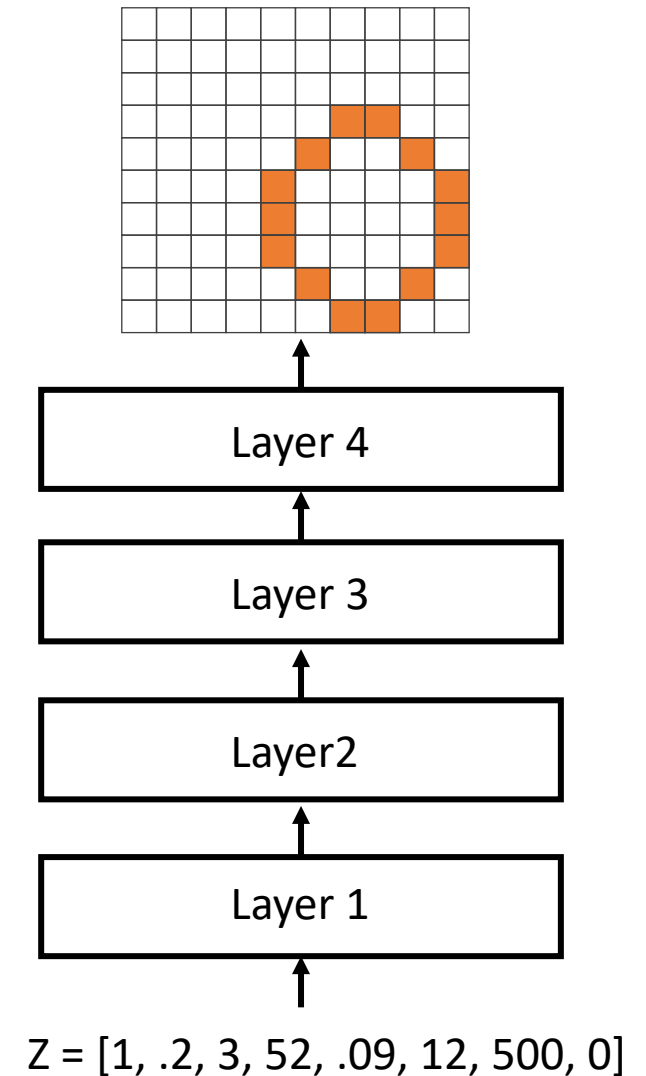 Layer 4
Layer 3
Layer2
Layer 1
Z = [1, .2, 3, 52, .09, 12, 500, 0]